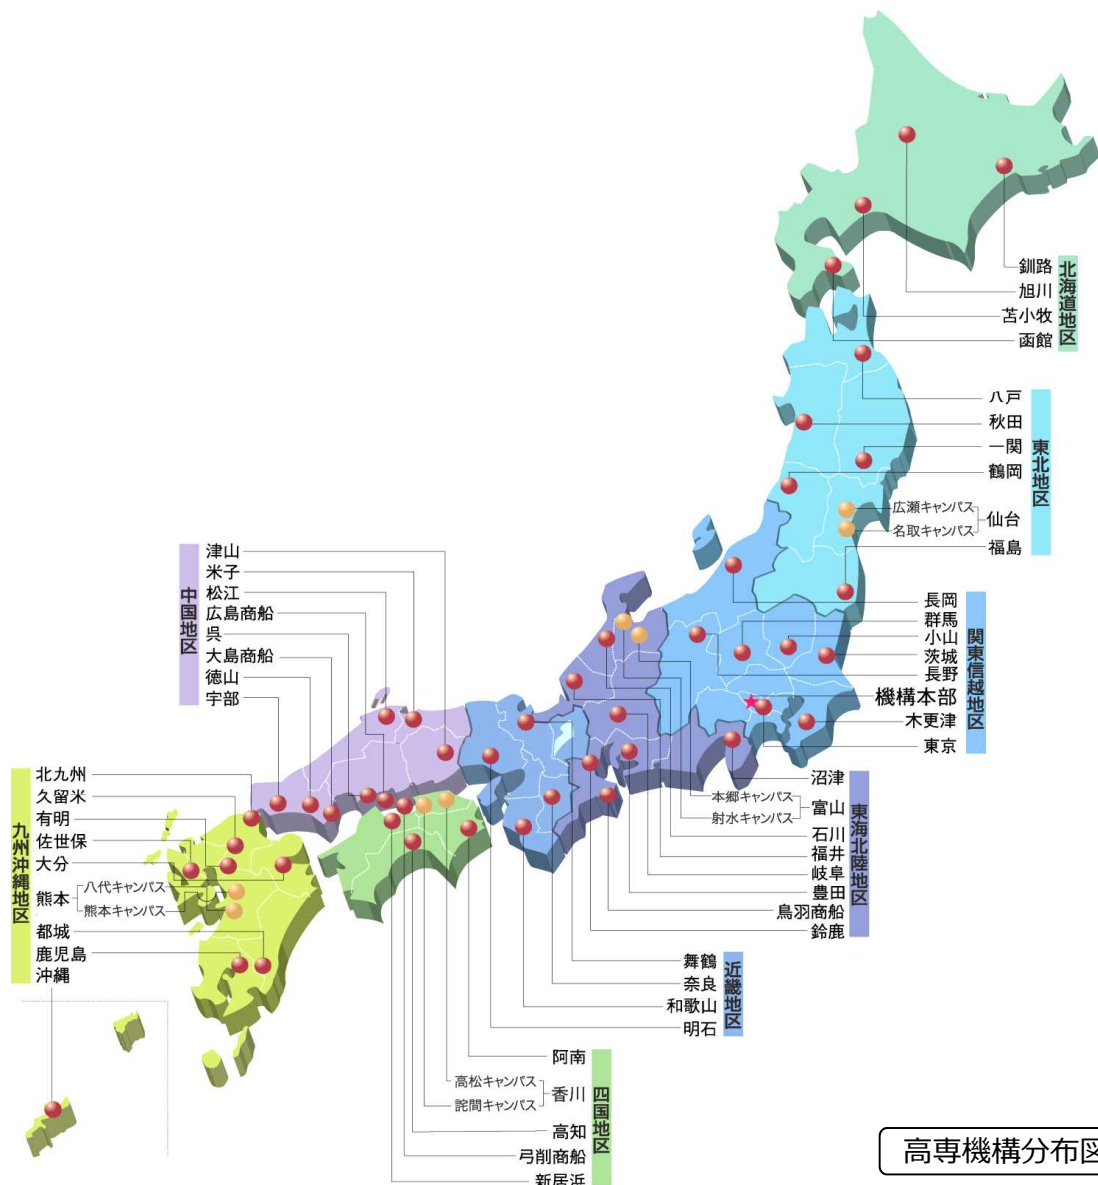 釧路
旭川
苫小牧
函館
北海道地区
八戸
秋田
一関
鶴岡
広瀬キャンパス
名取キャンパス
仙台
福島
東北地区
長岡
群馬
小山
茨城
長野
機構本部
木更津
東京
関東信越地区
沼津
本郷キャンパス
射水キャンパス
富山
石川
福井
岐阜
豊田
鳥羽商船
鈴鹿
東海北陸地区
舞鶴
奈良
和歌山
明石
近畿地区
津山
米子
松江
広島商船
呉
大島商船
徳山
宇部
中国地区
阿南
高松キャンパス
詫間キャンパス
香川
高知
弓削商船
新居浜
四国地区
北九州
久留米
有明
佐世保
大分
八代キャンパス
熊本
熊本キャンパス
都城
鹿児島
沖縄
九州沖縄地区
高専機構分布図